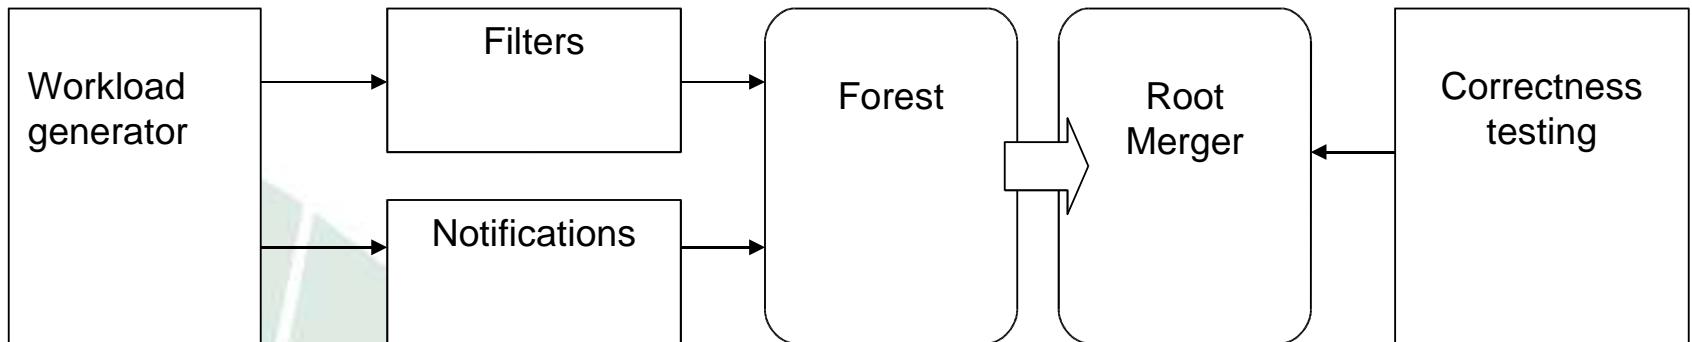 Workload
generator
Filters
Notifications
Forest
Root
Merger
Correctness
testing